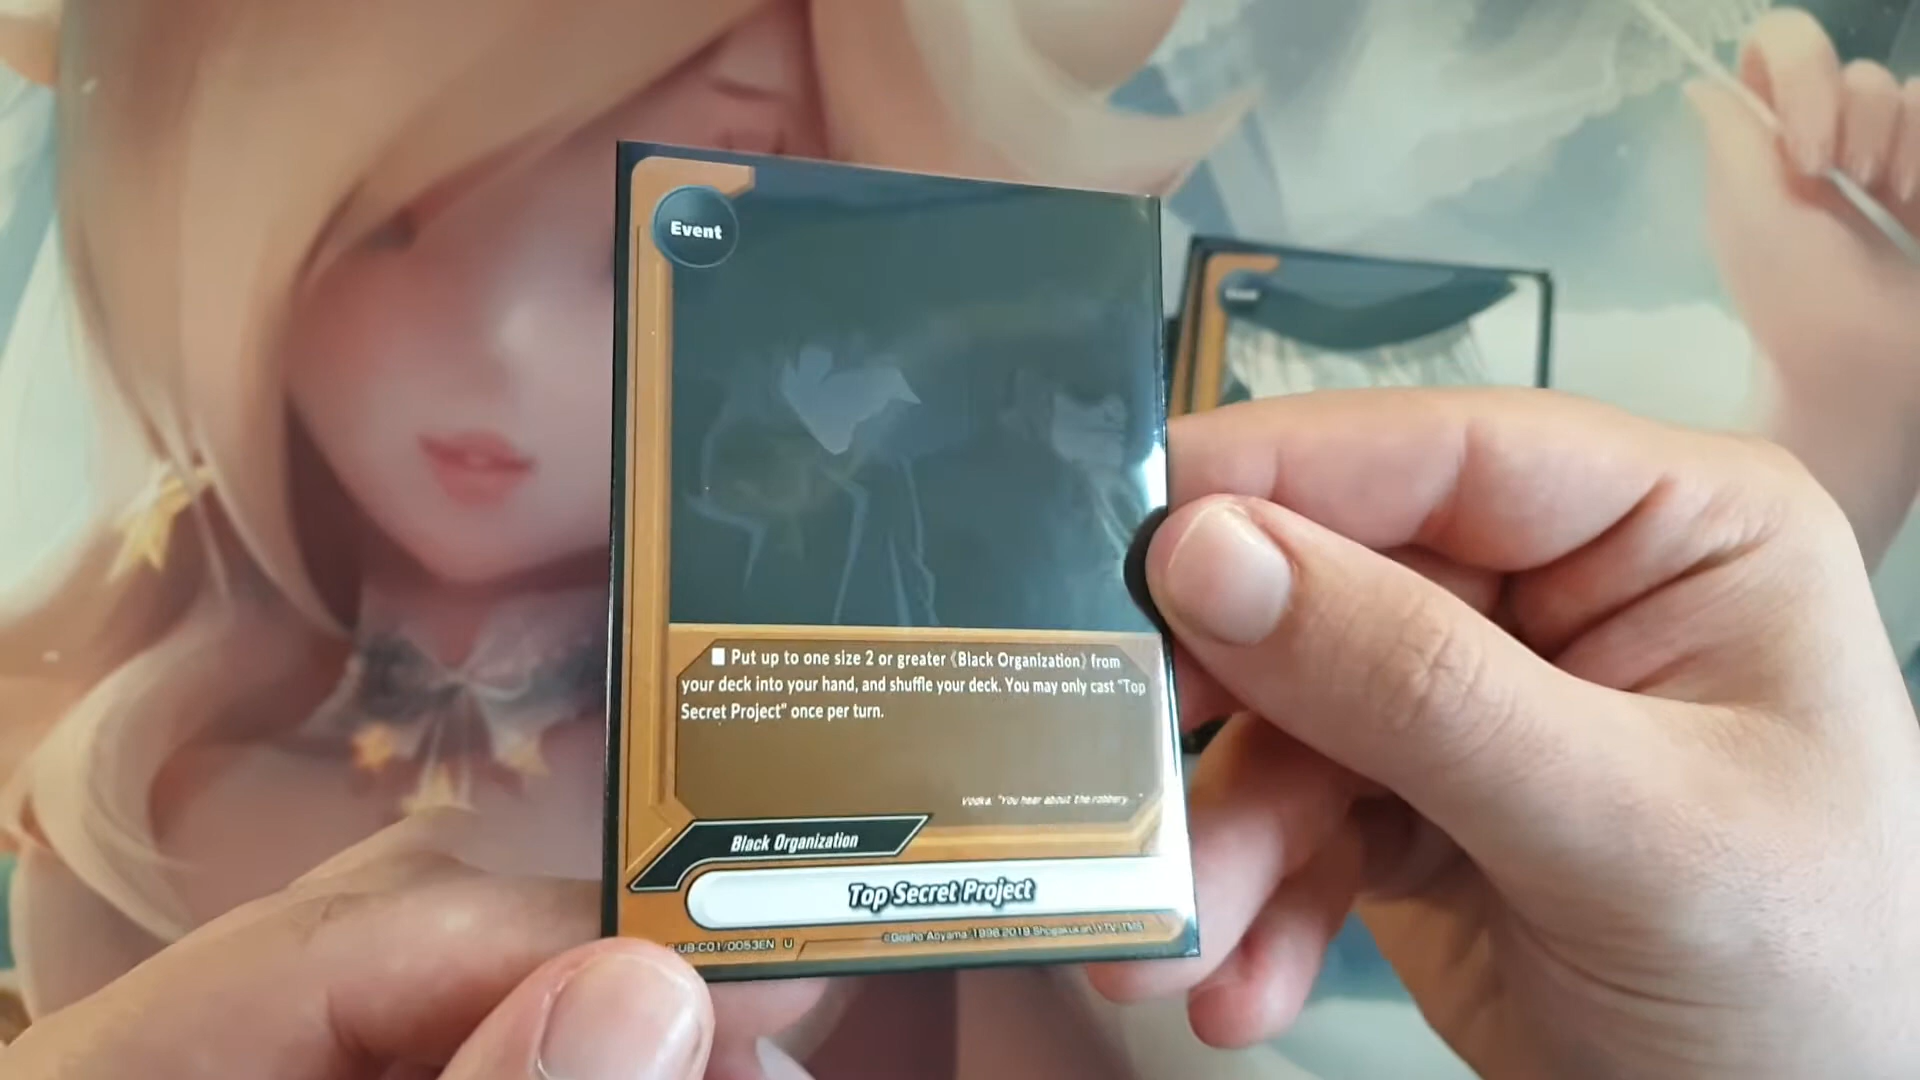 Event
Put up to one size 2 or greater《Black Organization》from
your deck into your hand, and shuffle your deck. You may only cast "Top
Secret Project" once per turn.
Vodka: "You hear about the robbery..."
Black Organization
Top Secret Project
UB-C01/0053EN U
©Gosho Aoyama/1996,2019 Shogakukan,YTV,TMS